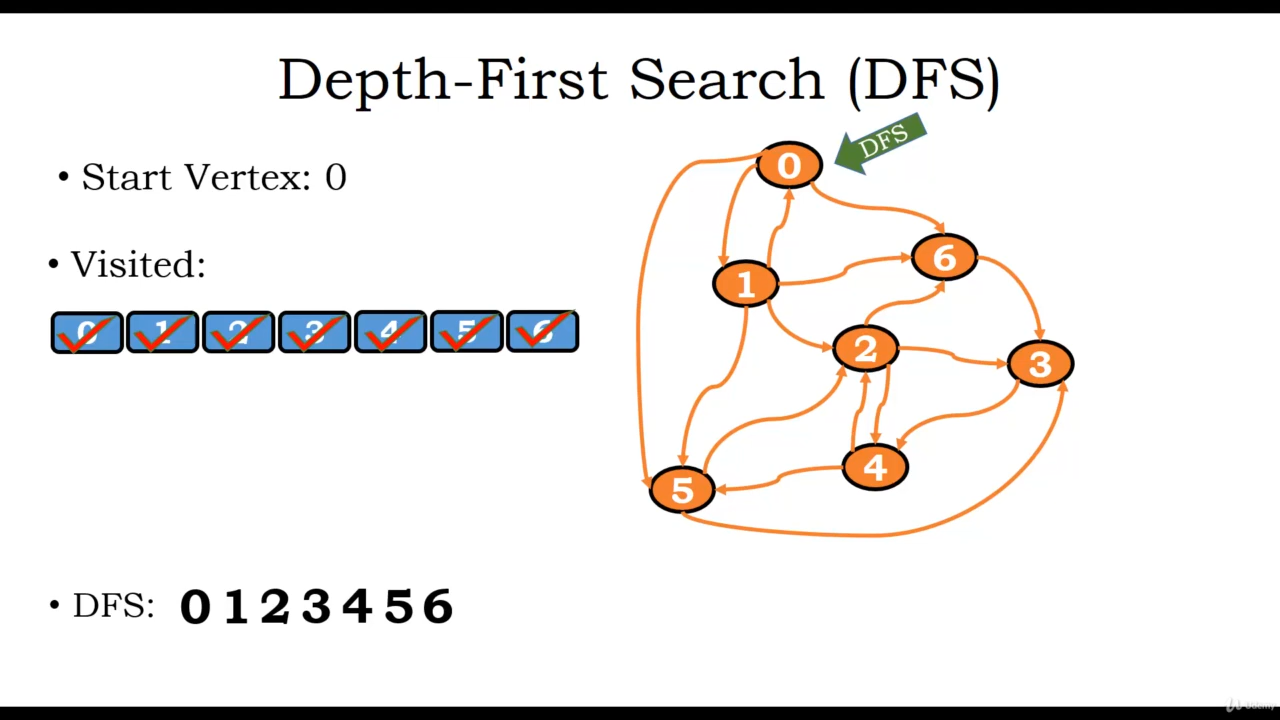 Depth-First Search (DFS)
• Start Vertex: 0
• Visited:
0 1 2 3 4 5 6
• DFS: 0 1 2 3 4 5 6
DFS
0
6
1
2
3
4
5
Udemy